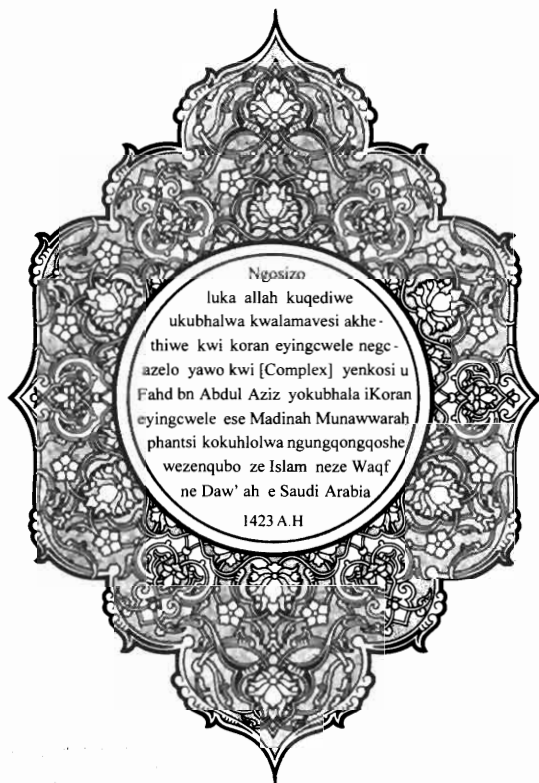 Ngosizo
luka allah kuqediwe
ukubhalwa kwalamavesi akhe-
thiwe kwi koran eyingcwele negc-
azelo yawo kwi [Complex] yenkosi u
Fahd bn Abdul Aziz yokubhala iKoran
eyingcwele ese Madinah Munawwarah
phantsi kokuhlolwa ngungqongqoshe
wezenqubo ze Islam neze Waqf
ne Daw' ah e Saudi Arabia
1423 A.H